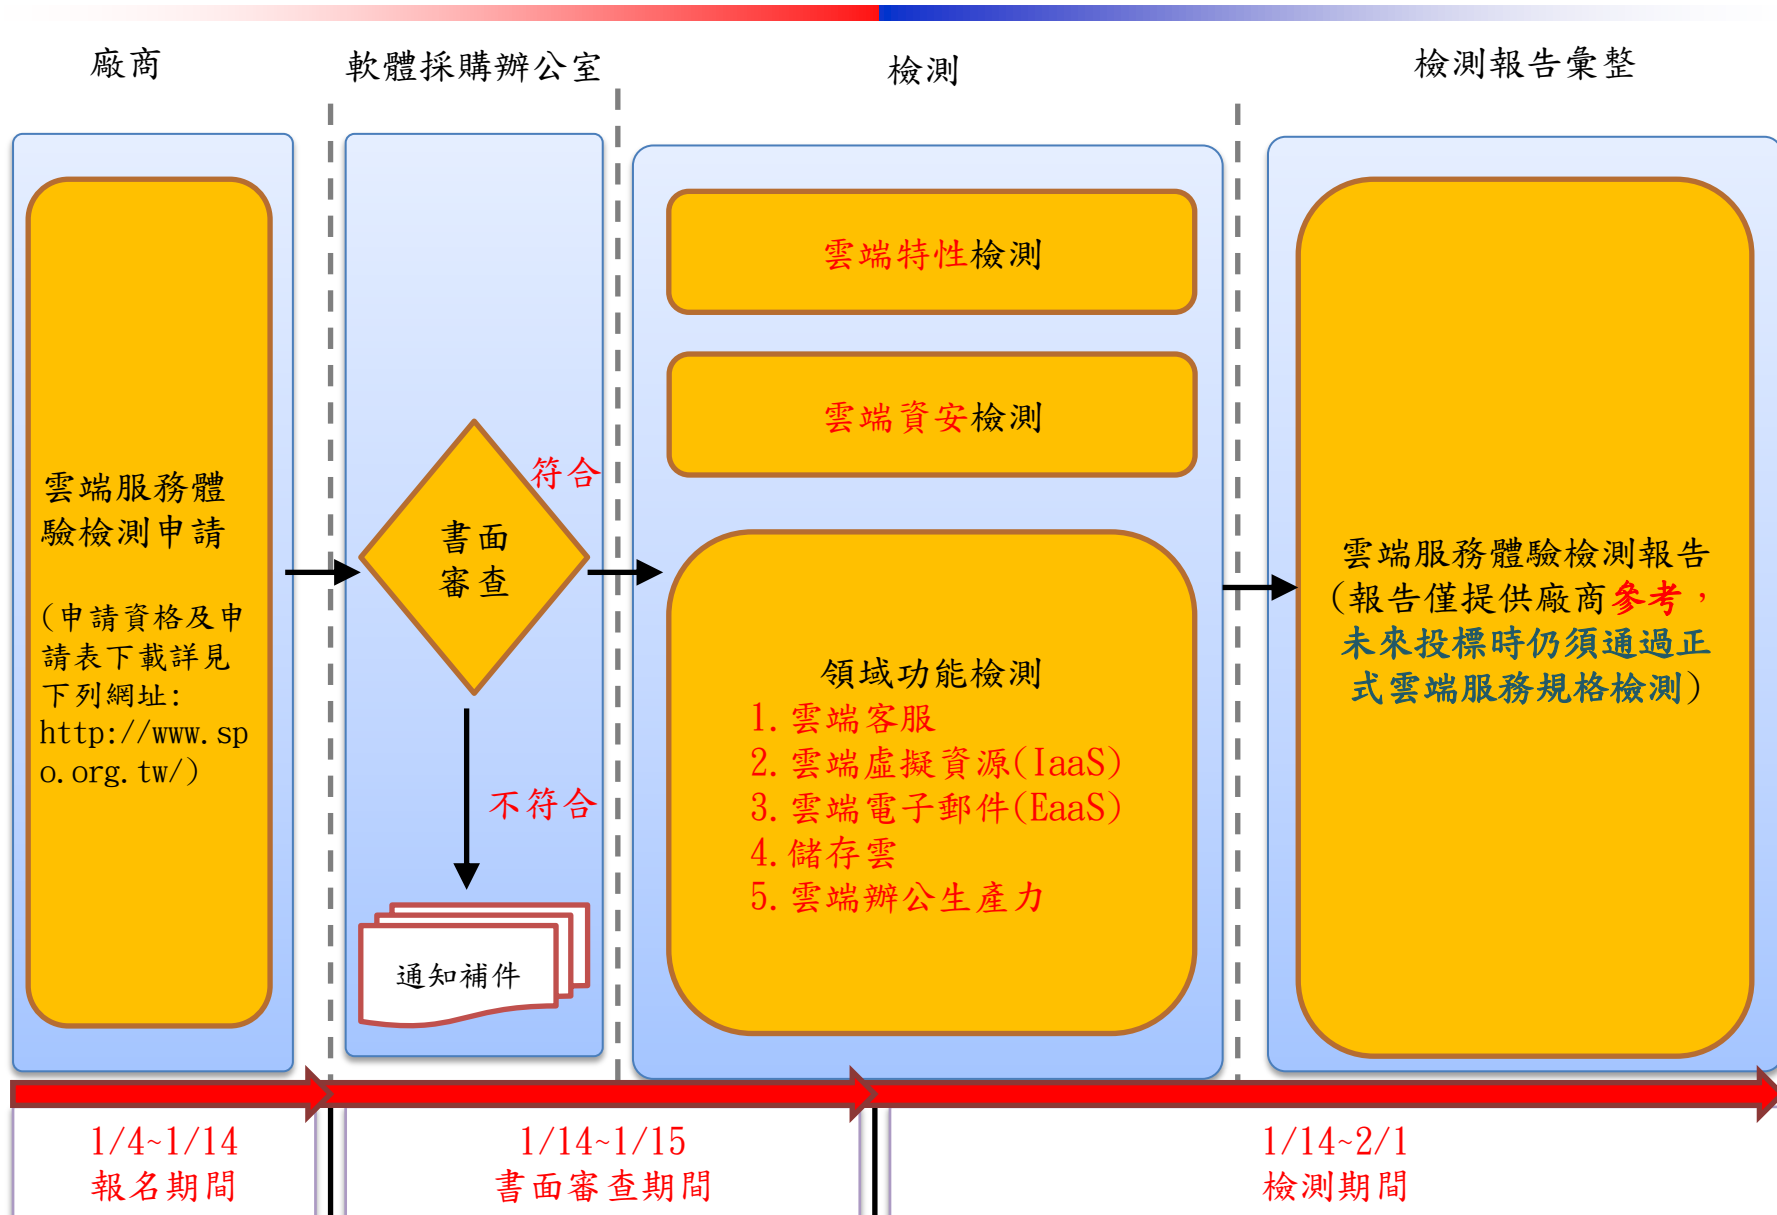 廠商
軟體採購辦公室
檢測
檢測報告彙整
雲端服務體
驗檢測申請
(申請資格及申
請表下載詳見
下列網址:
http://www.sp
o.org.tw/)
符合
書面
審查
不符合
通知補件
雲端特性檢測
雲端資安檢測
領域功能檢測
1.雲端客服
2.雲端虛擬資源(IaaS)
3.雲端電子郵件(EaaS)
4.儲存雲
5.雲端辦公生產力
雲端服務體驗檢測報告
(報告僅提供廠商參考，
未來投標時仍須通過正
式雲端服務規格檢測)
1/4~1/14
報名期間
1/14~1/15
書面審查期間
1/14~2/1
檢測期間